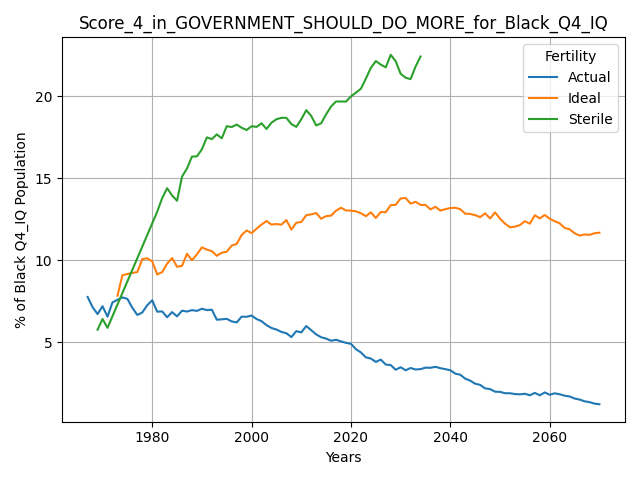 Score_4_in_GOVERNMENT_SHOULD_DO_MORE_for_Black_Q4_IQ
Fertility
Actual
Ideal
Sterile
% of Black Q4_IQ Population
20
15
10
5
1980 2000 2020 2040 2060
Years